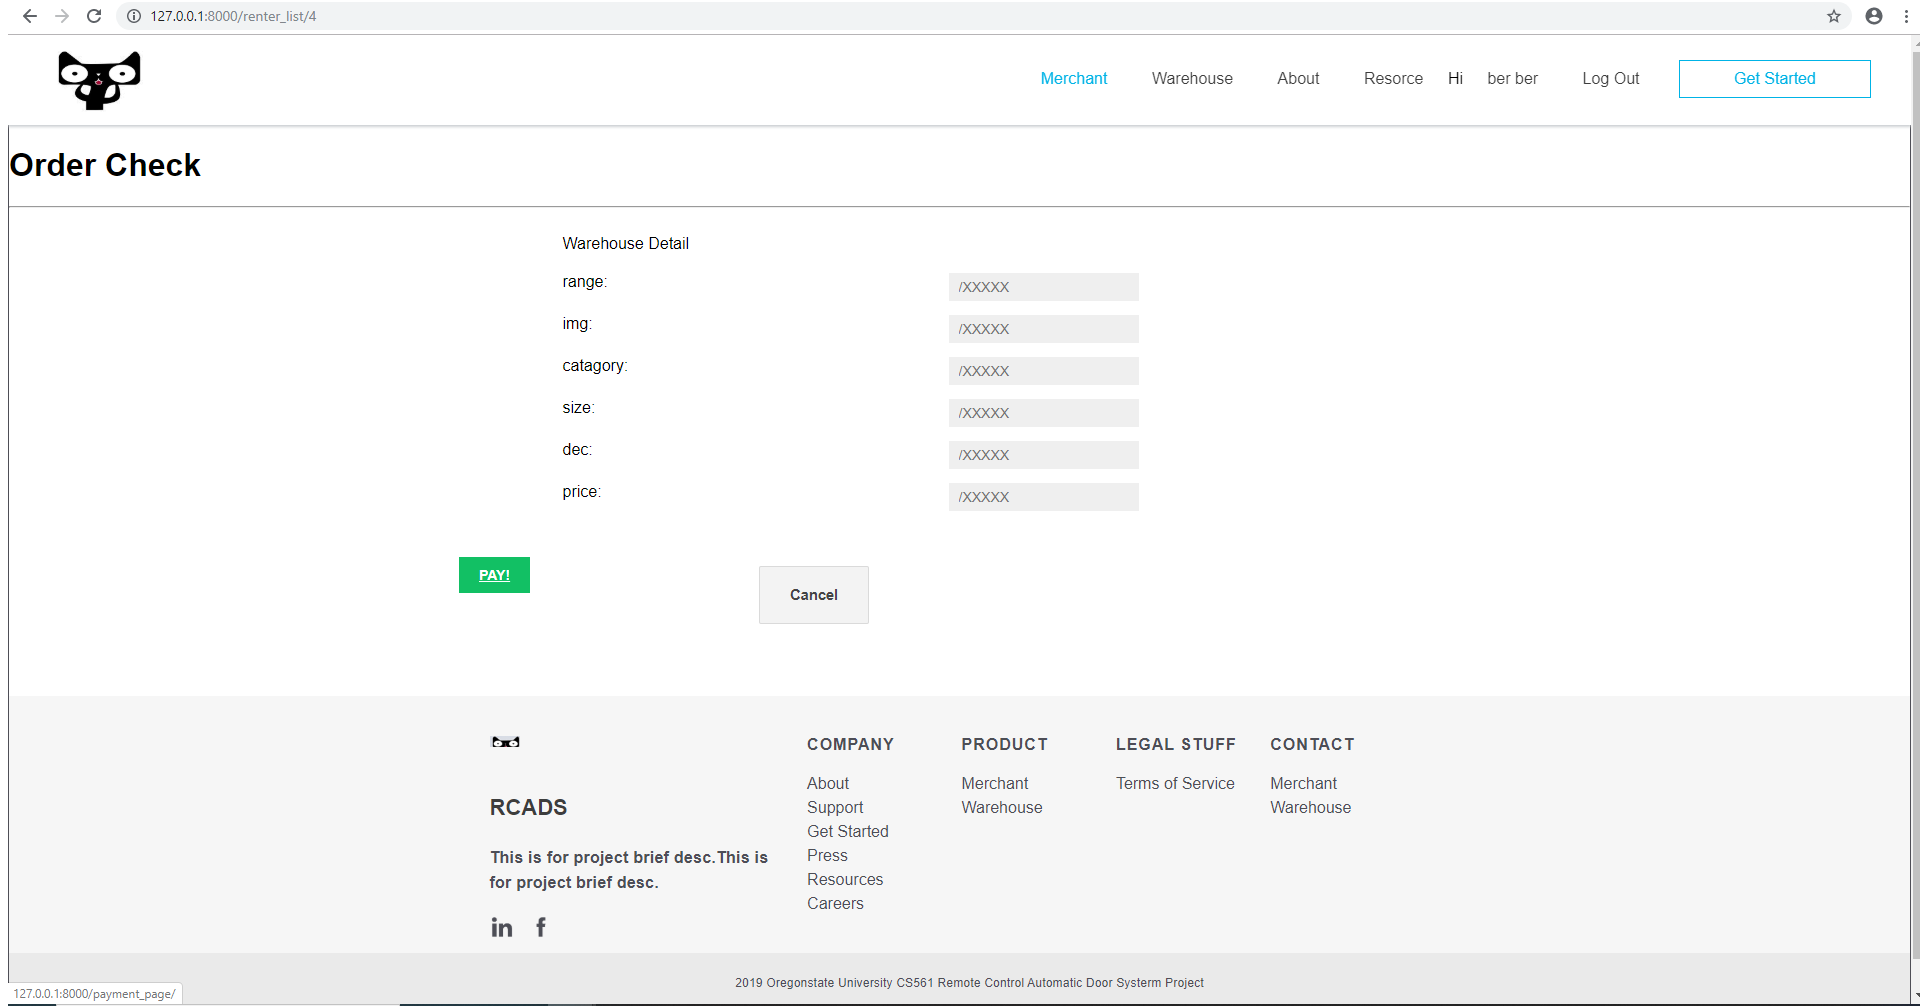 127.0.0.1:8000/renter_list/4
Merchant Warehouse About Resorce Hi ber ber Log Out Get Started
Order Check
Warehouse Detail
range: /XXXXX
img: /XXXXX
catagory: /XXXXX
size: /XXXXX
dec: /XXXXX
price: /XXXXX
PAY!
Cancel
RCADS
This is for project brief desc.This is
for project brief desc.
in f
COMPANY
About
Support
Get Started
Press
Resources
Careers
PRODUCT
Merchant
Warehouse
LEGAL STUFF
Terms of Service
CONTACT
Merchant
Warehouse
2019 Oregonstate University CS561 Remote Control Automatic Door Systerm Project
127.0.0.1:8000/payment_page/